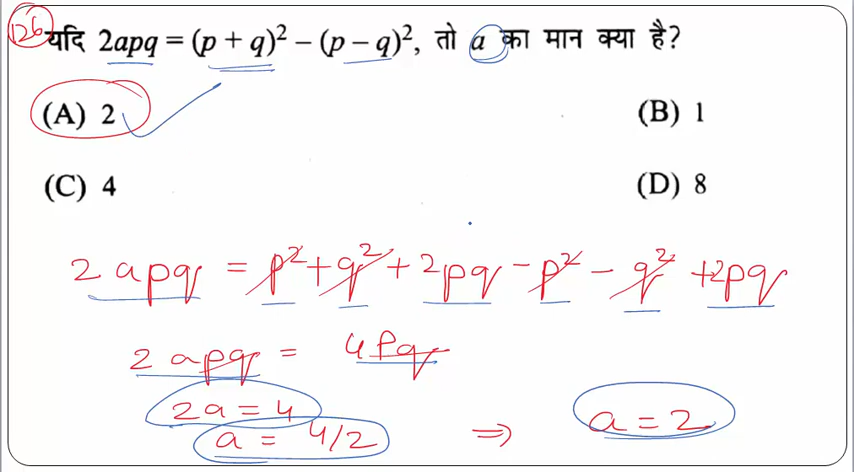 126
यदि 2apq = (p + q)² – (p – q)², तो a का मान क्या है?
(A) 2 (B) 1
(C) 4 (D) 8
2apq = p² + q² + 2pq - p² - q² + 2pq
2apq = 4pq
2a = 4
a = 4/2 ⇒ a = 2